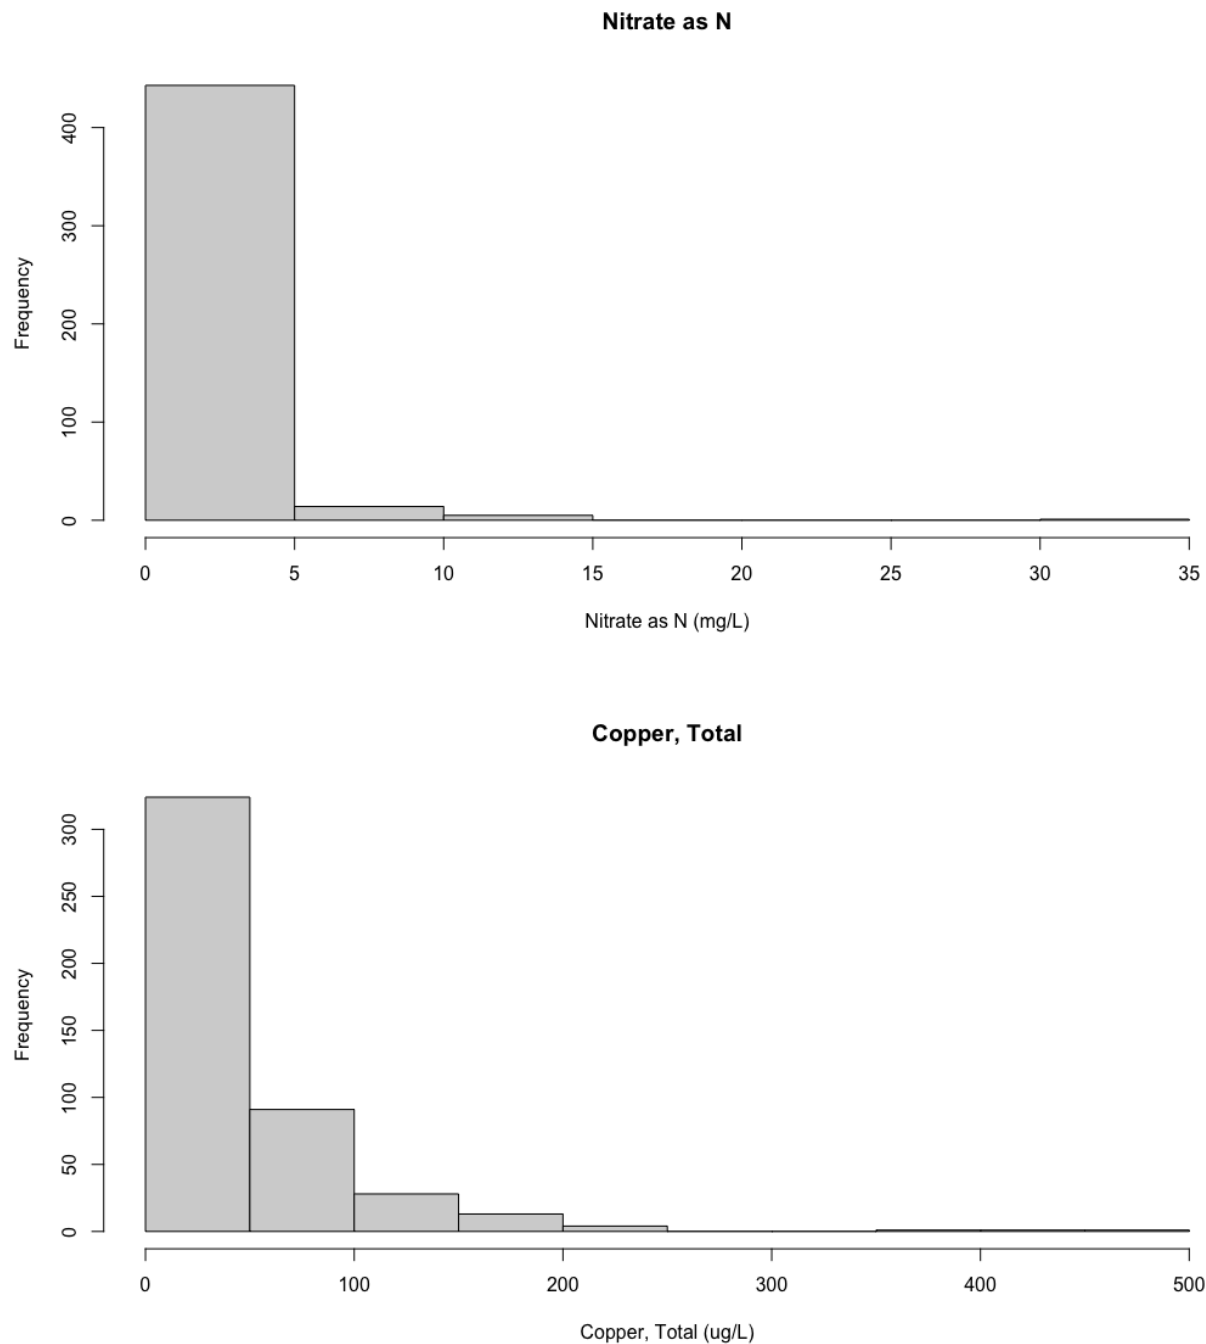 Nitrate as N
400
300
200
100
0
Frequency
0 5 10 15 20 25 30 35
Nitrate as N (mg/L)
Copper, Total
300
250
200
150
100
50
0
Frequency
0 100 200 300 400 500
Copper, Total (ug/L)